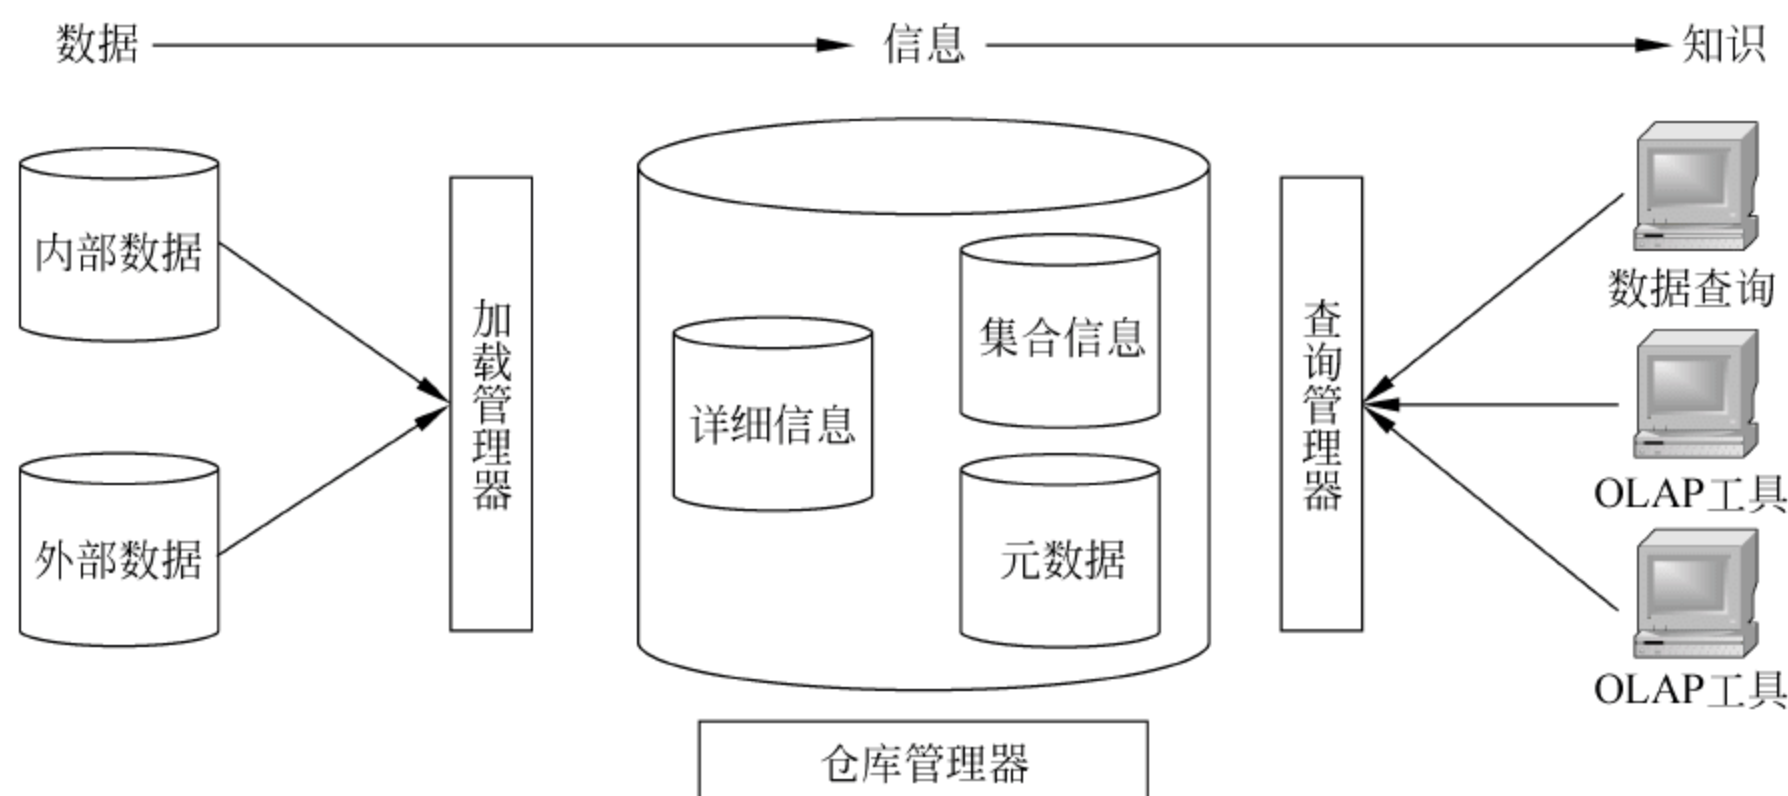 数据
信息
知识
内部数据
外部数据
加载管理器
详细信息
集合信息
元数据
查询管理器
数据查询
OLAP工具
OLAP工具
仓库管理器